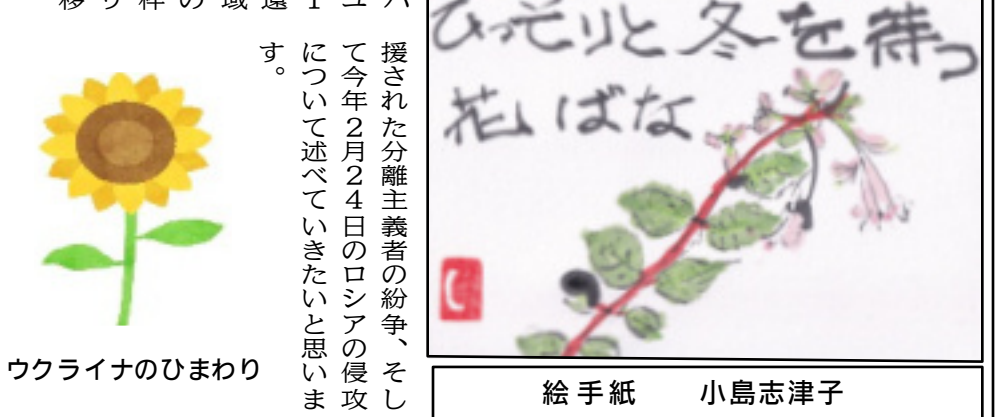 ひっそりと冬を待つ
援された分離主義者の紛争、そし
て今年２月２４日のロシアの侵攻
について述べていきたいと思いま
す。
ウクライナのひまわり
絵手紙　小島志津子